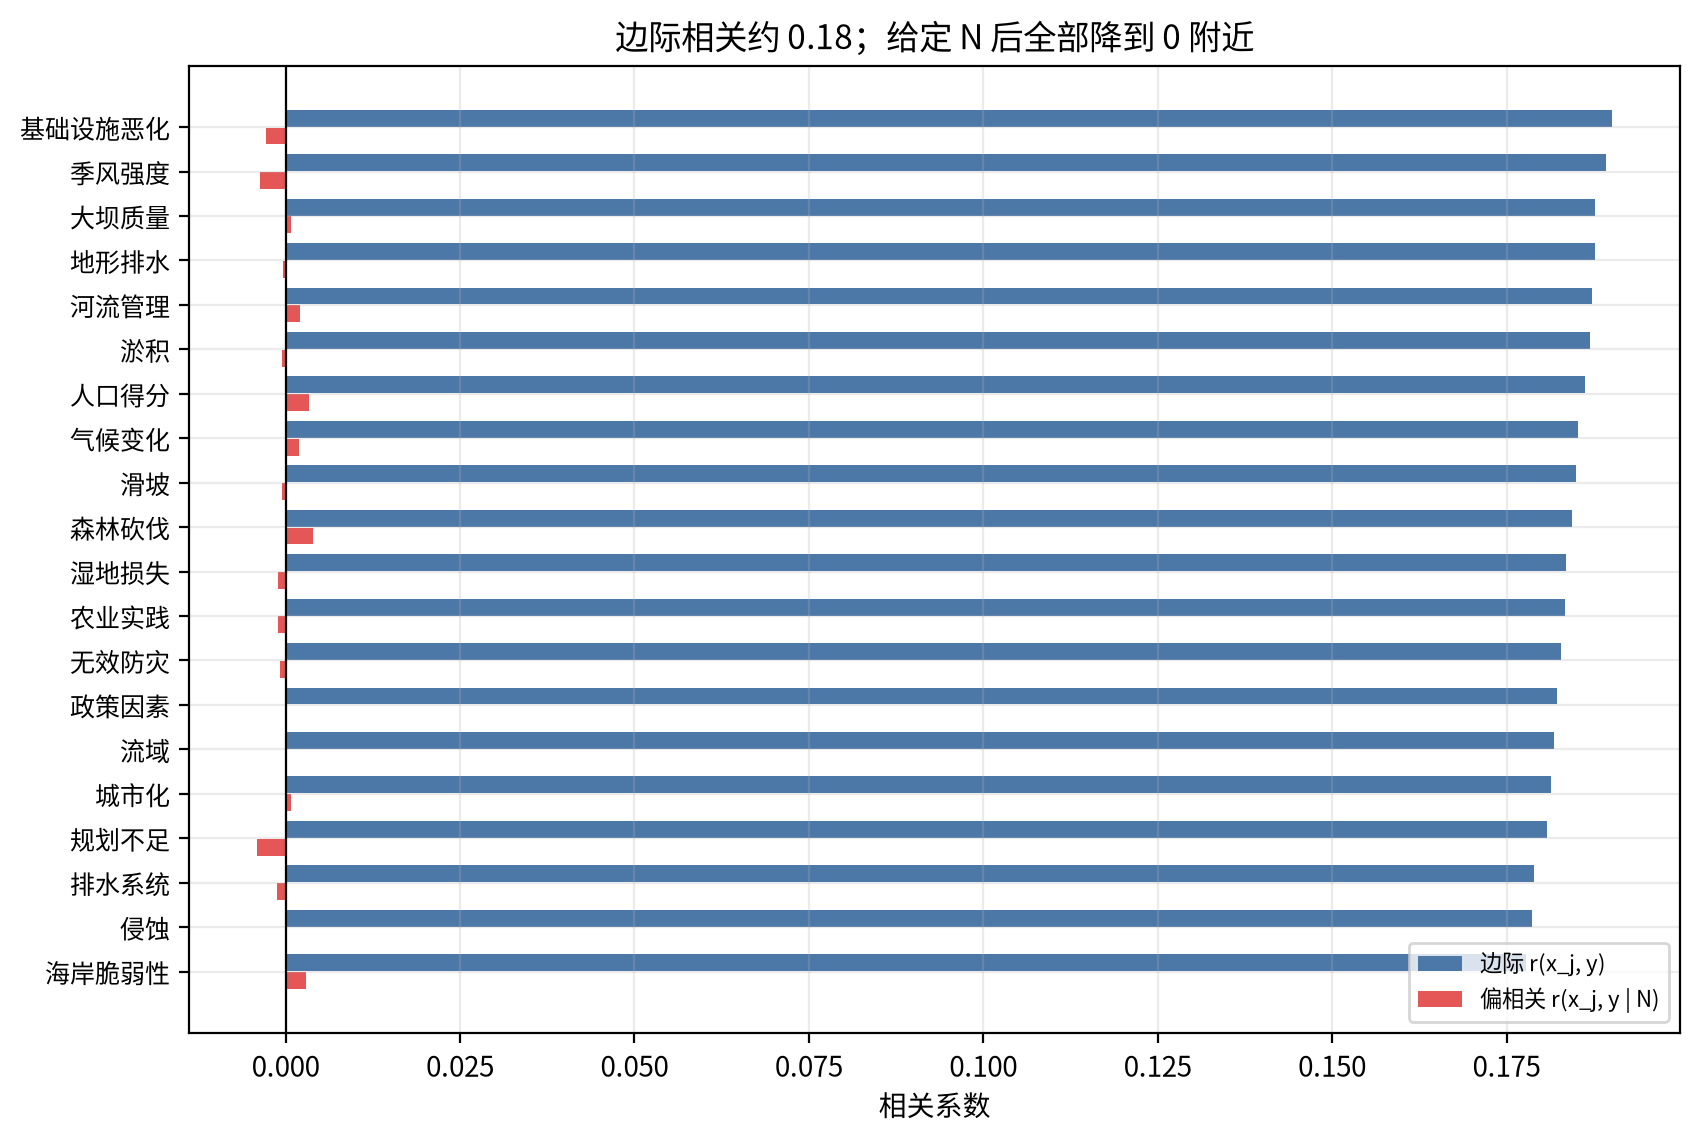 边际相关约 0.18；给定 N 后全部降到 0 附近
基础设施恶化
季风强度
大坝质量
地形排水
河流管理
淤积
人口得分
气候变化
滑坡
森林砍伐
湿地损失
农业实践
无效防灾
政策因素
流域
城市化
规划不足
排水系统
侵蚀
海岸脆弱性
边际 r(x_j, y)
偏相关 r(x_j, y | N)
0.000 0.025 0.050 0.075 0.100 0.125 0.150 0.175
相关系数